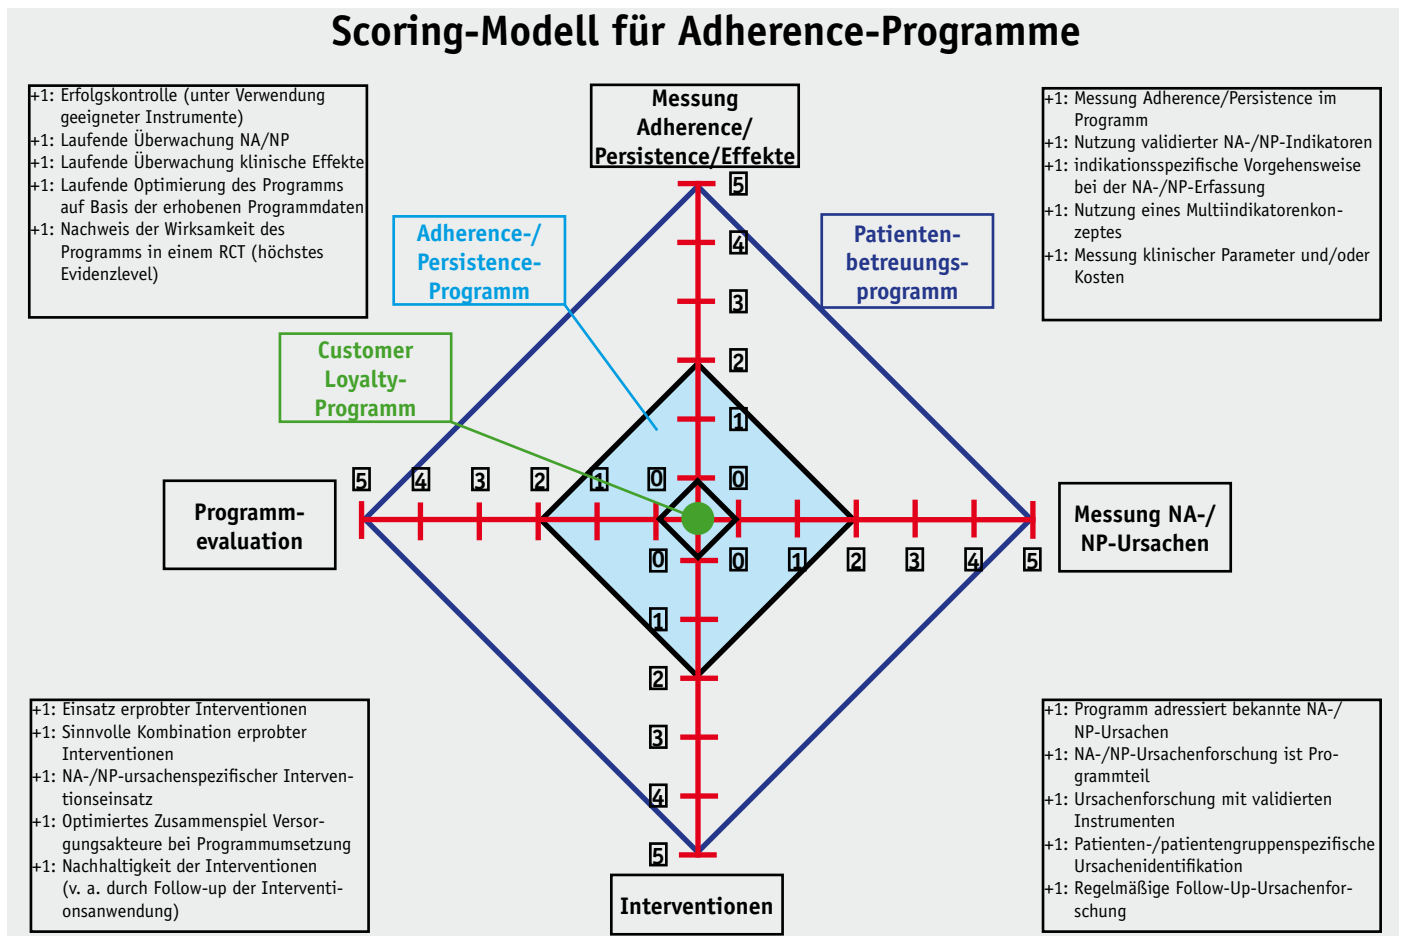 Scoring-Modell für Adherence-Programme
+1: Erfolgskontrolle (unter Verwendung
geeigneter Instrumente)
+1: Laufende Überwachung NA/NP
+1: Laufende Überwachung klinische Effekte
+1: Laufende Optimierung des Programms
auf Basis der erhobenen Programmdaten
+1: Nachweis der Wirksamkeit des
Programms in einem RCT (höchstes
Evidenzlevel)
Messung
Adherence/
Persistence/Effekte
+1: Messung Adherence/Persistence im
Programm
+1: Nutzung validierter NA-/NP-Indikatoren
+1: indikationsspezifische Vorgehensweise
bei der NA-/NP-Erfassung
+1: Nutzung eines Multiindikatorenkon-
zeptes
+1: Messung klinischer Parameter und/oder
Kosten
Adherence-/
Persistence-
Programm
Patienten-
betreuungs-
programm
Customer
Loyalty-
Programm
5
4
3
2
1
0
5 4 3 2 1 0
Programm-
evaluation
Messung NA-/
NP-Ursachen
0 1 2 3 4 5
0
1
2
3
4
5
Interventionen
+1: Einsatz erprobter Interventionen
+1: Sinnvolle Kombination erprobter
Interventionen
+1: NA-/NP-ursachenspezifischer Interven-
tionseinsatz
+1: Optimiertes Zusammenspiel Versor-
gungsakteure bei Programmumsetzung
+1: Nachhaltigkeit der Interventionen
(v. a. durch Follow-up der Interventi-
onsanwendung)
+1: Programm adressiert bekannte NA-/
NP-Ursachen
+1: NA-/NP-Ursachenforschung ist Pro-
grammteil
+1: Ursachenforschung mit validierten
Instrumenten
+1: Patienten-/patientengruppenspezifische
Ursachenidentifikation
+1: Regelmäßige Follow-Up-Ursachenfor-
schung